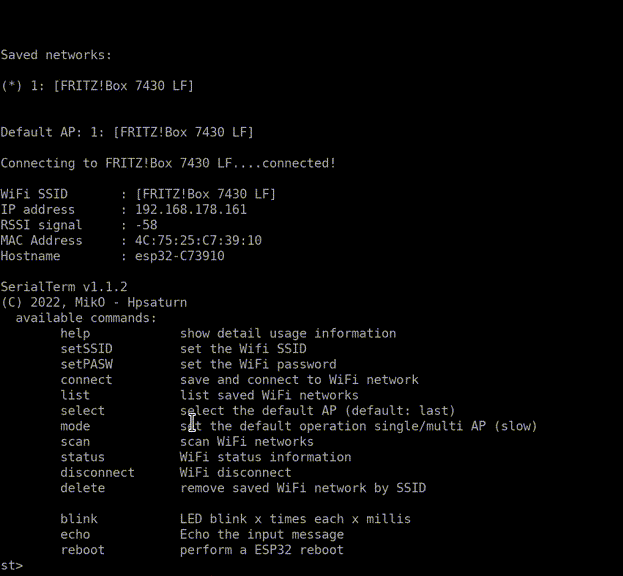 Saved networks:
(*) 1: [FRITZ!Box 7430 LF]
Default AP: 1: [FRITZ!Box 7430 LF]
Connecting to FRITZ!Box 7430 LF....connected!
WiFi SSID      : [FRITZ!Box 7430 LF]
IP address     : 192.168.178.161
RSSI signal    : -58
MAC Address    : 4C:75:25:C7:39:10
Hostname       : esp32-C73910
SerialTerm v1.1.2
(C) 2022, MikO - Hpsaturn
  available commands:
        help            show detail usage information
        setSSID         set the Wifi SSID
        setPASW         set the WiFi password
        connect         save and connect to WiFi network
        list            list saved WiFi networks
        select          select the default AP (default: last)
        mode            set the default operation single/multi AP (slow)
        scan            scan WiFi networks
        status          WiFi status information
        disconnect      WiFi disconnect
        delete          remove saved WiFi network by SSID
        blink           LED blink x times each x millis
        echo            Echo the input message
        reboot          perform a ESP32 reboot
st>